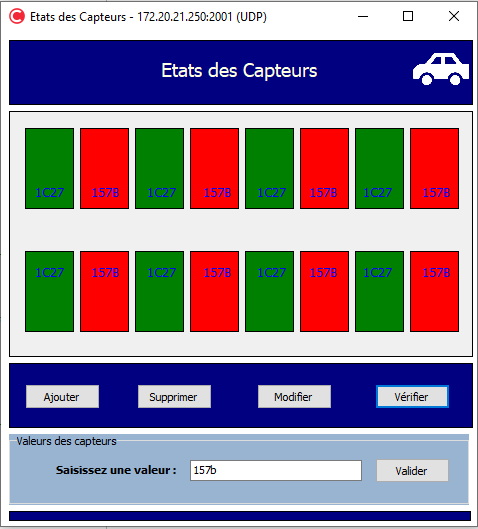 Etats des Capteurs - 172.20.21.250:2001 (UDP)
Etats des Capteurs
1C27 157B 1C27 157B 1C27 157B 1C27 157B
1C27 157B 1C27 157B 1C27 157B 1C27 157B
Ajouter Supprimer Modifier Vérifier
Valeurs des capteurs
Saisissez une valeur : 157b Valider